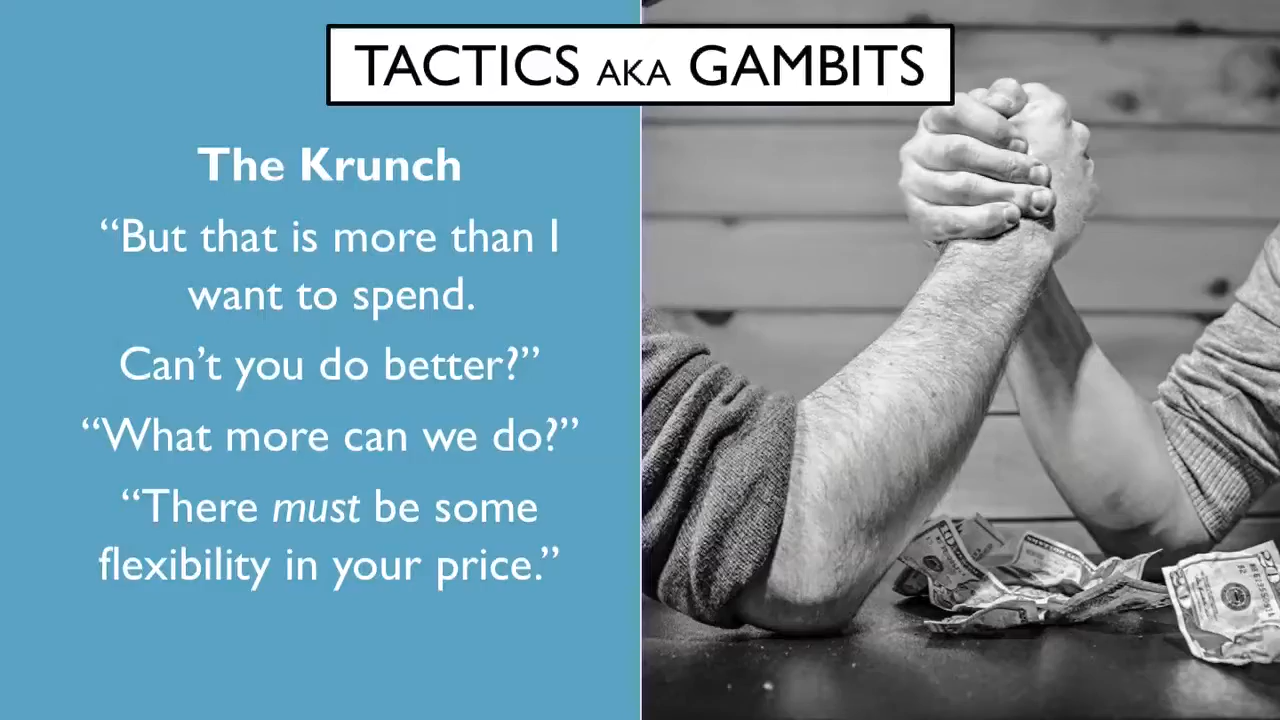 TACTICS AKA GAMBITS
The Krunch
“But that is more than I
want to spend.
Can’t you do better?”
“What more can we do?”
“There must be some
flexibility in your price.”